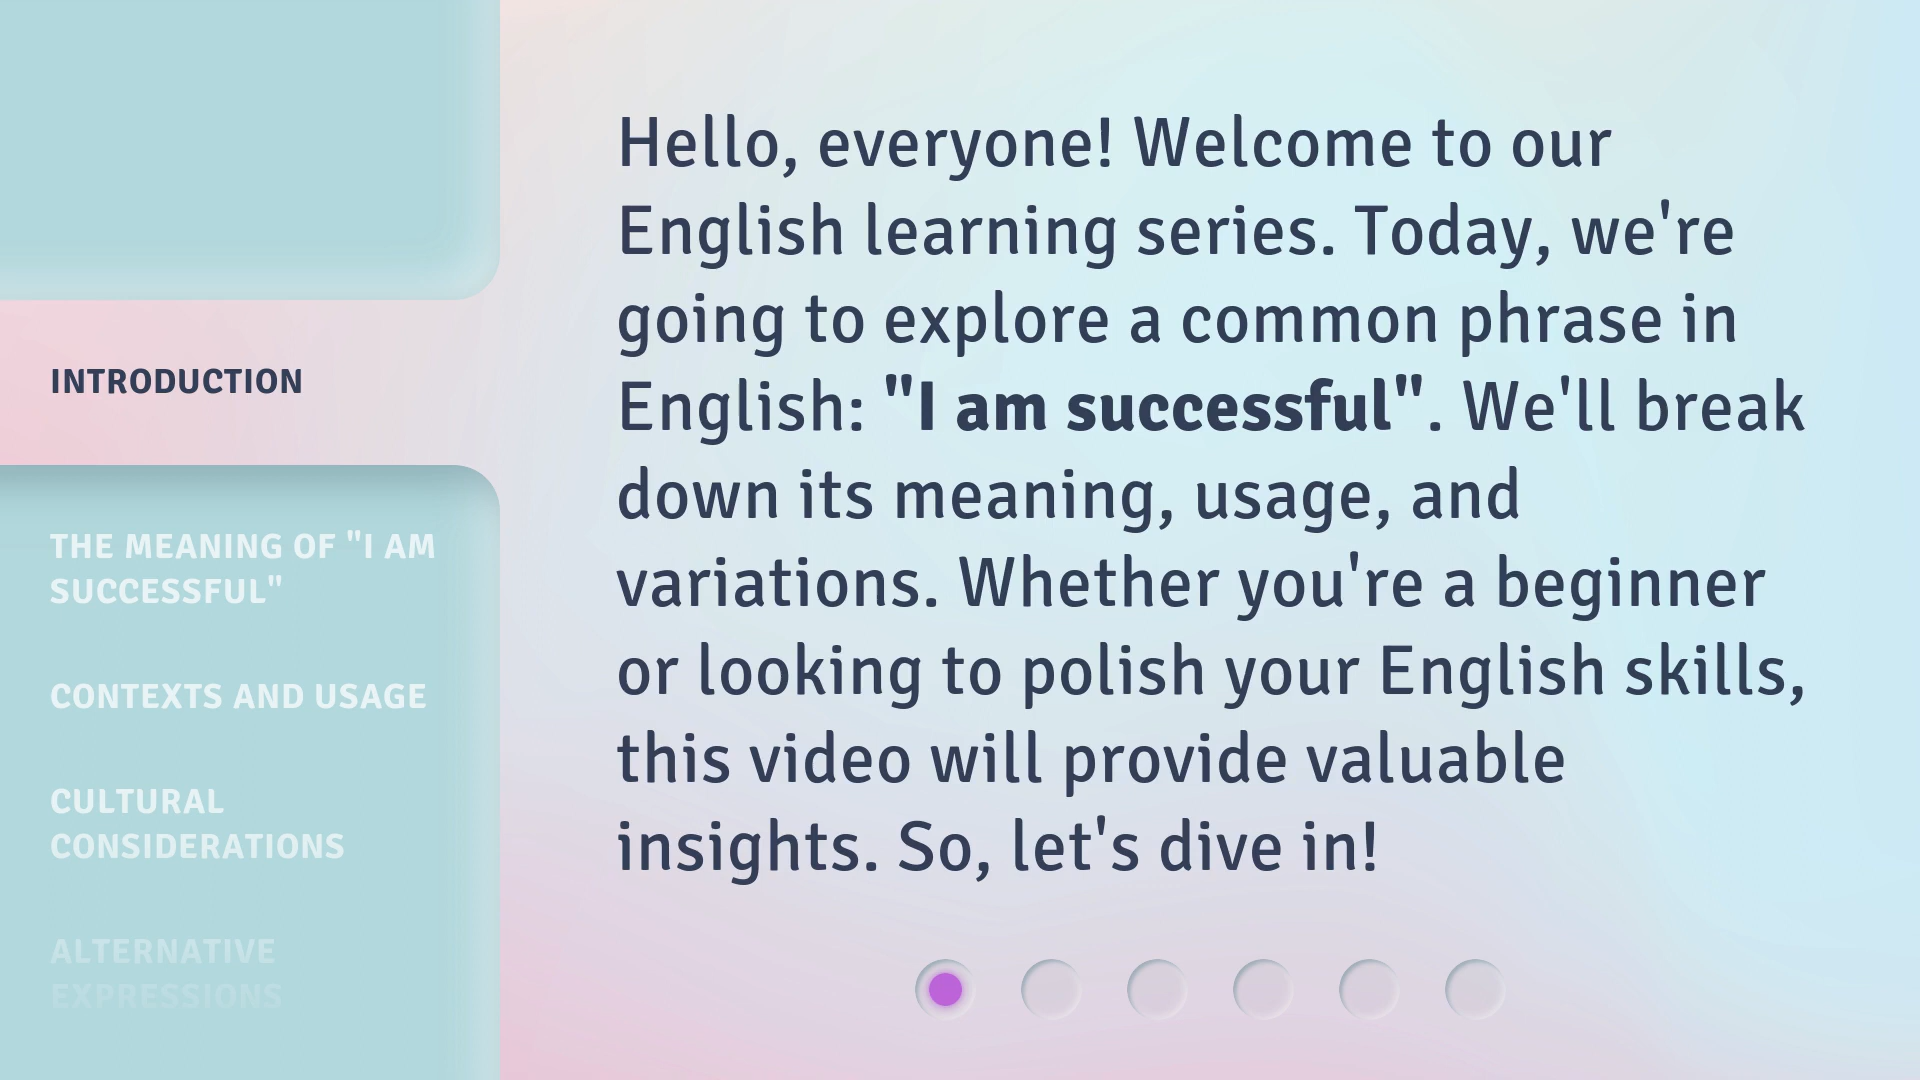 INTRODUCTION
THE MEANING OF "I AM
SUCCESSFUL"
CONTEXTS AND USAGE
CULTURAL
CONSIDERATIONS
ALTERNATIVE
EXPRESSIONS
Hello, everyone! Welcome to our
English learning series. Today, we're
going to explore a common phrase in
English: "I am successful". We'll break
down its meaning, usage, and
variations. Whether you're a beginner
or looking to polish your English skills,
this video will provide valuable
insights. So, let's dive in!